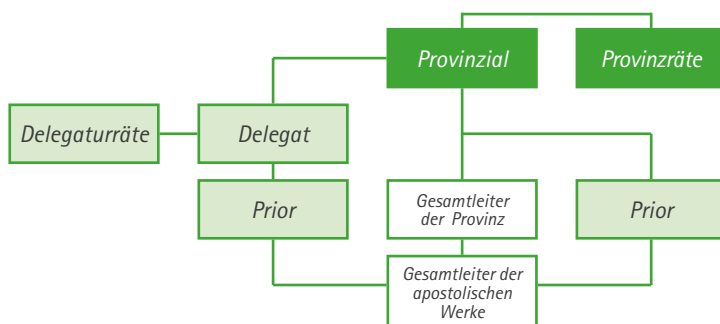 Provinzial
Provinzräte
Delegaturräte
Delegat
Prior
Gesamtleiter
der Provinz
Prior
Gesamtleiter der
apostolischen
Werke